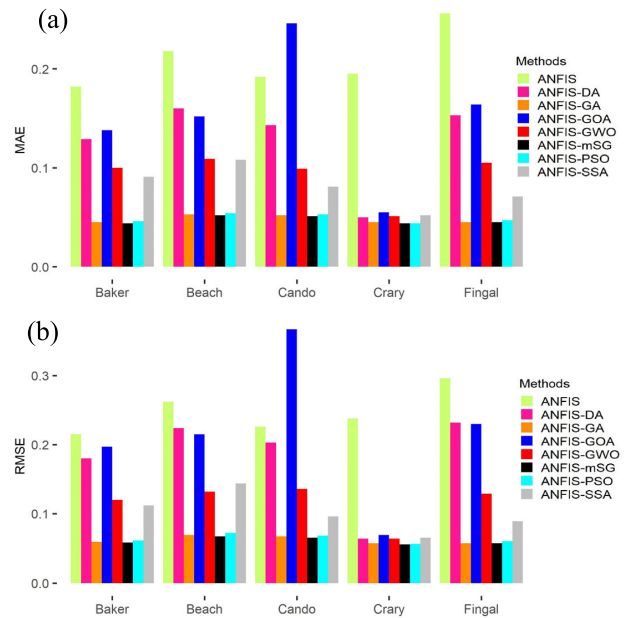 (a)
MAE
0.2
0.1
0.0
Baker Beach Cando Crary Fingal
Methods
ANFIS
ANFIS-DA
ANFIS-GA
ANFIS-GOA
ANFIS-GWO
ANFIS-mSG
ANFIS-PSO
ANFIS-SSA
(b)
RMSE
0.3
0.2
0.1
0.0
Baker Beach Cando Crary Fingal
Methods
ANFIS
ANFIS-DA
ANFIS-GA
ANFIS-GOA
ANFIS-GWO
ANFIS-mSG
ANFIS-PSO
ANFIS-SSA